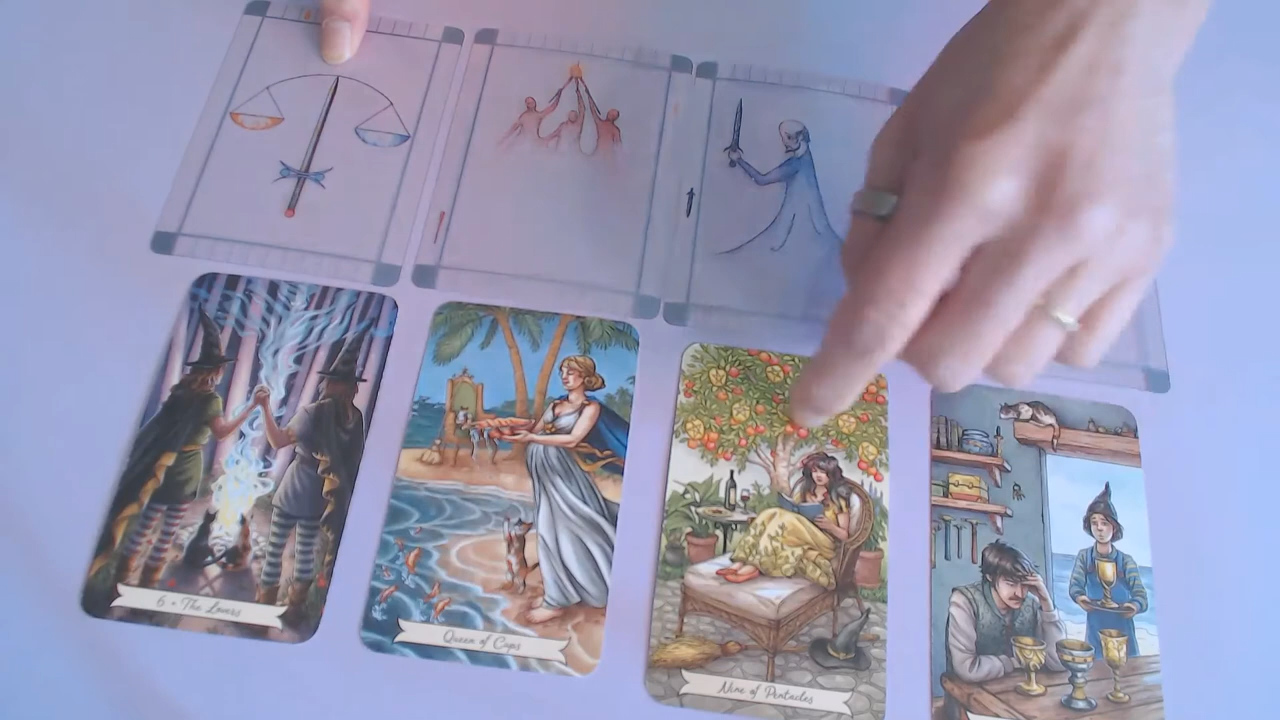 6 • The Lovers
Queen of Cups
Nine of Pentacles